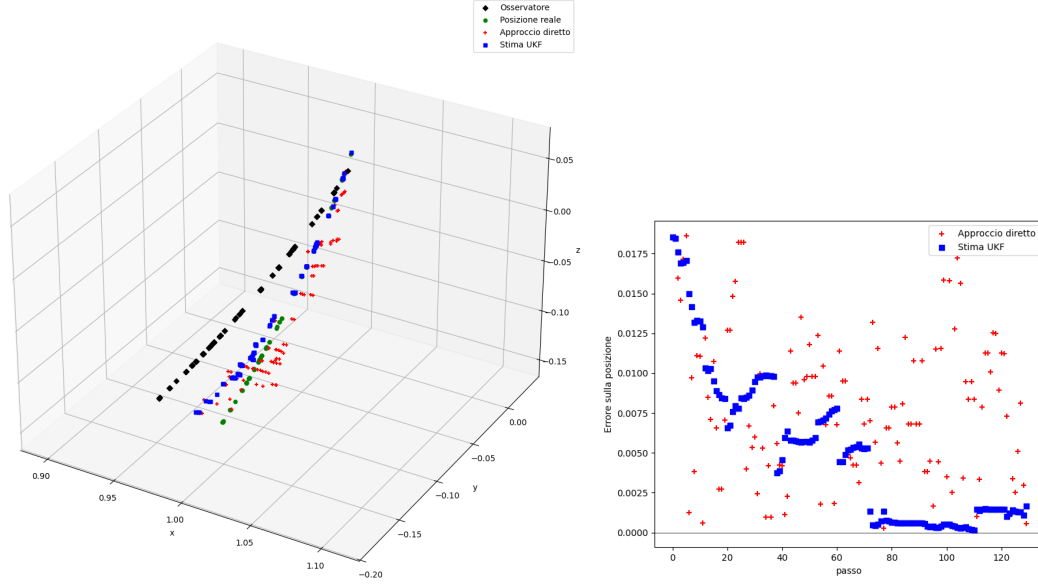 Osservatore
Posizione reale
Approccio diretto
Stima UKF
0.05
0.00
−0.05
−0.10
−0.15
z
0.00
−0.05
−0.10
−0.15
−0.20
y
0.90
0.95
1.00
1.05
1.10
x
Approccio diretto
Stima UKF
0.0175
0.0150
0.0125
0.0100
0.0075
0.0050
0.0025
0.0000
Errore sulla posizione
0 20 40 60 80 100 120
passo